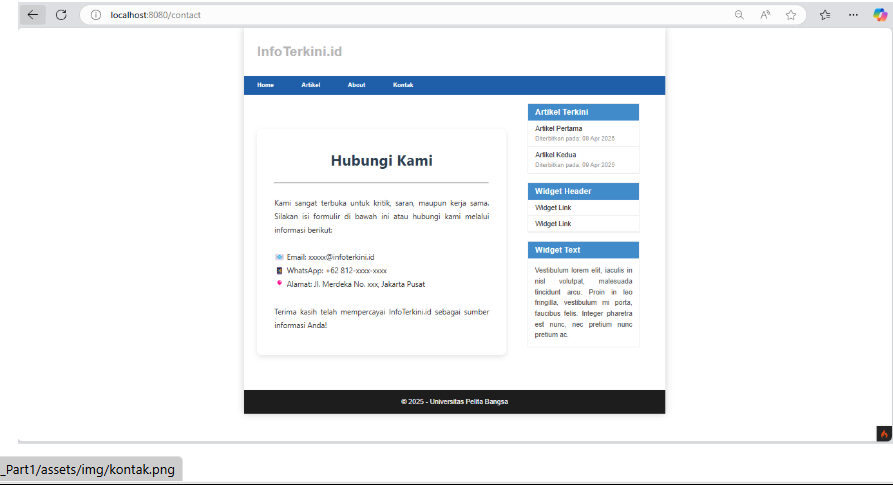 localhost:8080/contact
InfoTerkini.id
Home Artikel About Kontak
Hubungi Kami
Kami sangat terbuka untuk kritik, saran, maupun kerja sama.
Silakan isi formulir di bawah ini atau hubungi kami melalui
informasi berikut:
Email: xxxxx@infoterkini.id
WhatsApp: +62 812-xxxx-xxxx
Alamat: Jl. Merdeka No. xxx, Jakarta Pusat
Terima kasih telah mempercayai InfoTerkini.id sebagai sumber
informasi Anda!
Artikel Terkini
Artikel Pertama
Diterbitkan pada: 08 Apr 2025
Artikel Kedua
Diterbitkan pada: 09 Apr 2025
Widget Header
Widget Link
Widget Link
Widget Text
Vestibulum lorem elit, iaculis in
nisl volutpat, malesuada
tincidunt arcu. Proin in leo
fringilla, vestibulum mi porta,
faucibus felis. Integer pharetra
est nunc, nec pretium nunc
pretium ac.
© 2025 - Universitas Pelita Bangsa
_Part1/assets/img/kontak.png